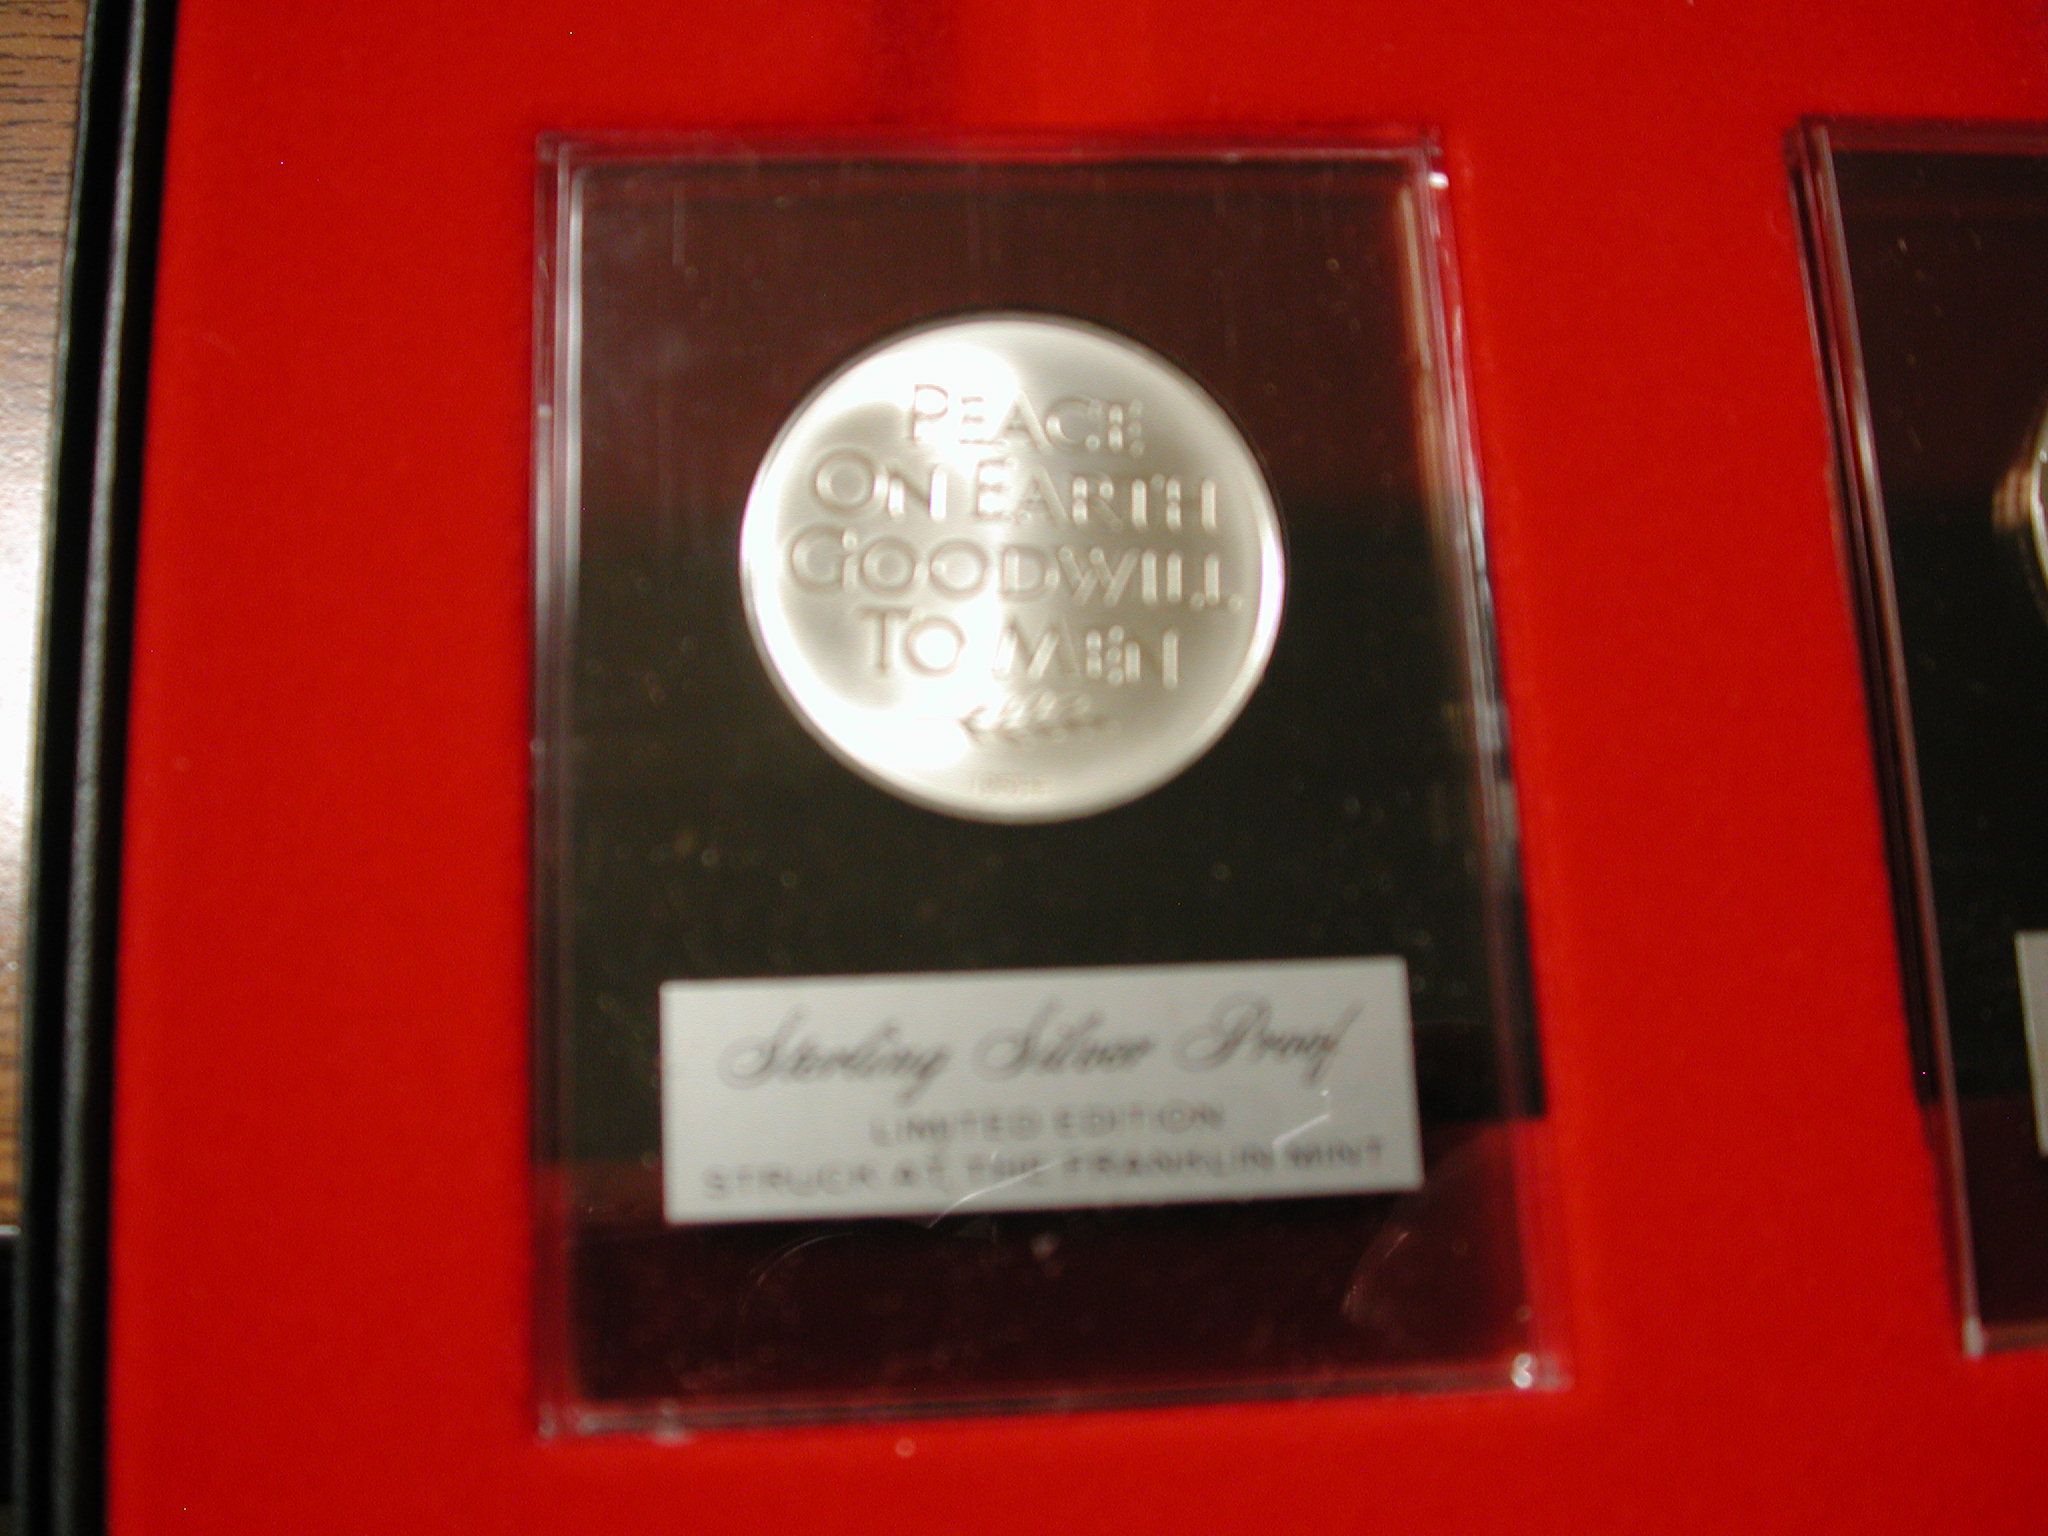 PEACE
ON EARTH
GOODWILL
TO MEN
Sterling Silver Proof
LIMITED EDITION
STRUCK AT THE FRANKLIN MINT